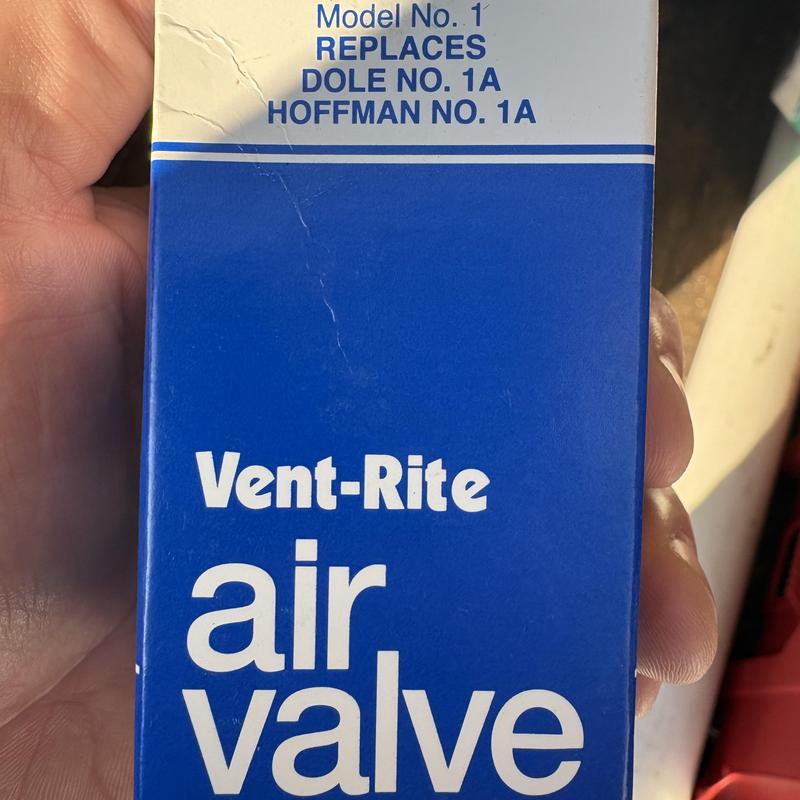 Model No. 1
REPLACES
DOLE NO. 1A
HOFFMAN NO. 1A
Vent-Rite
air
valve